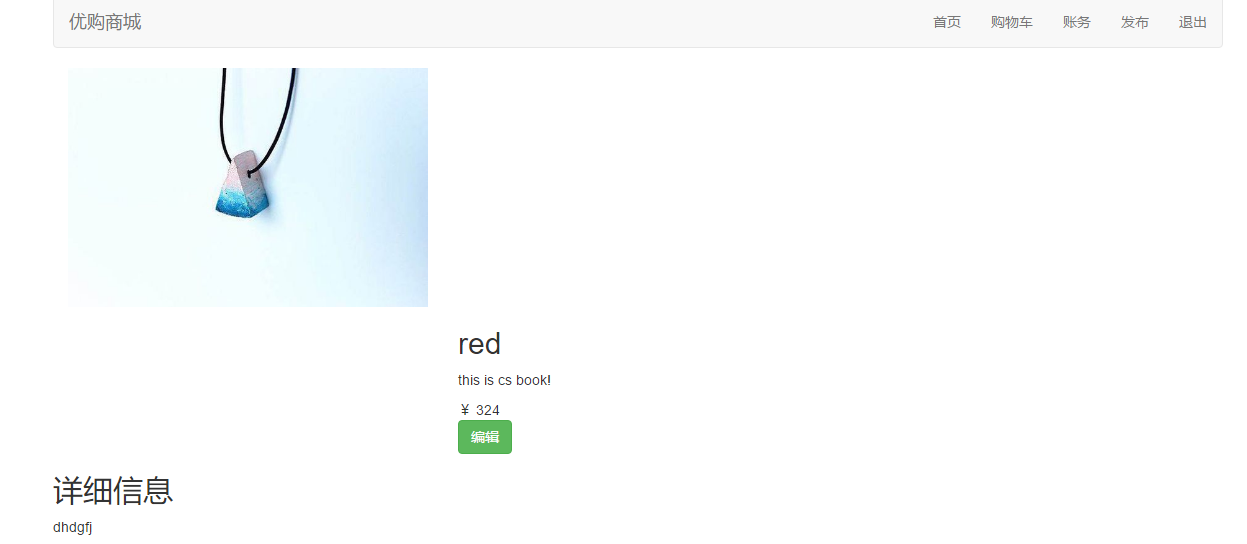 优购商城 首页 购物车 账务 发布 退出
red
this is cs book!
￥ 324
编辑
详细信息
dhdgfj